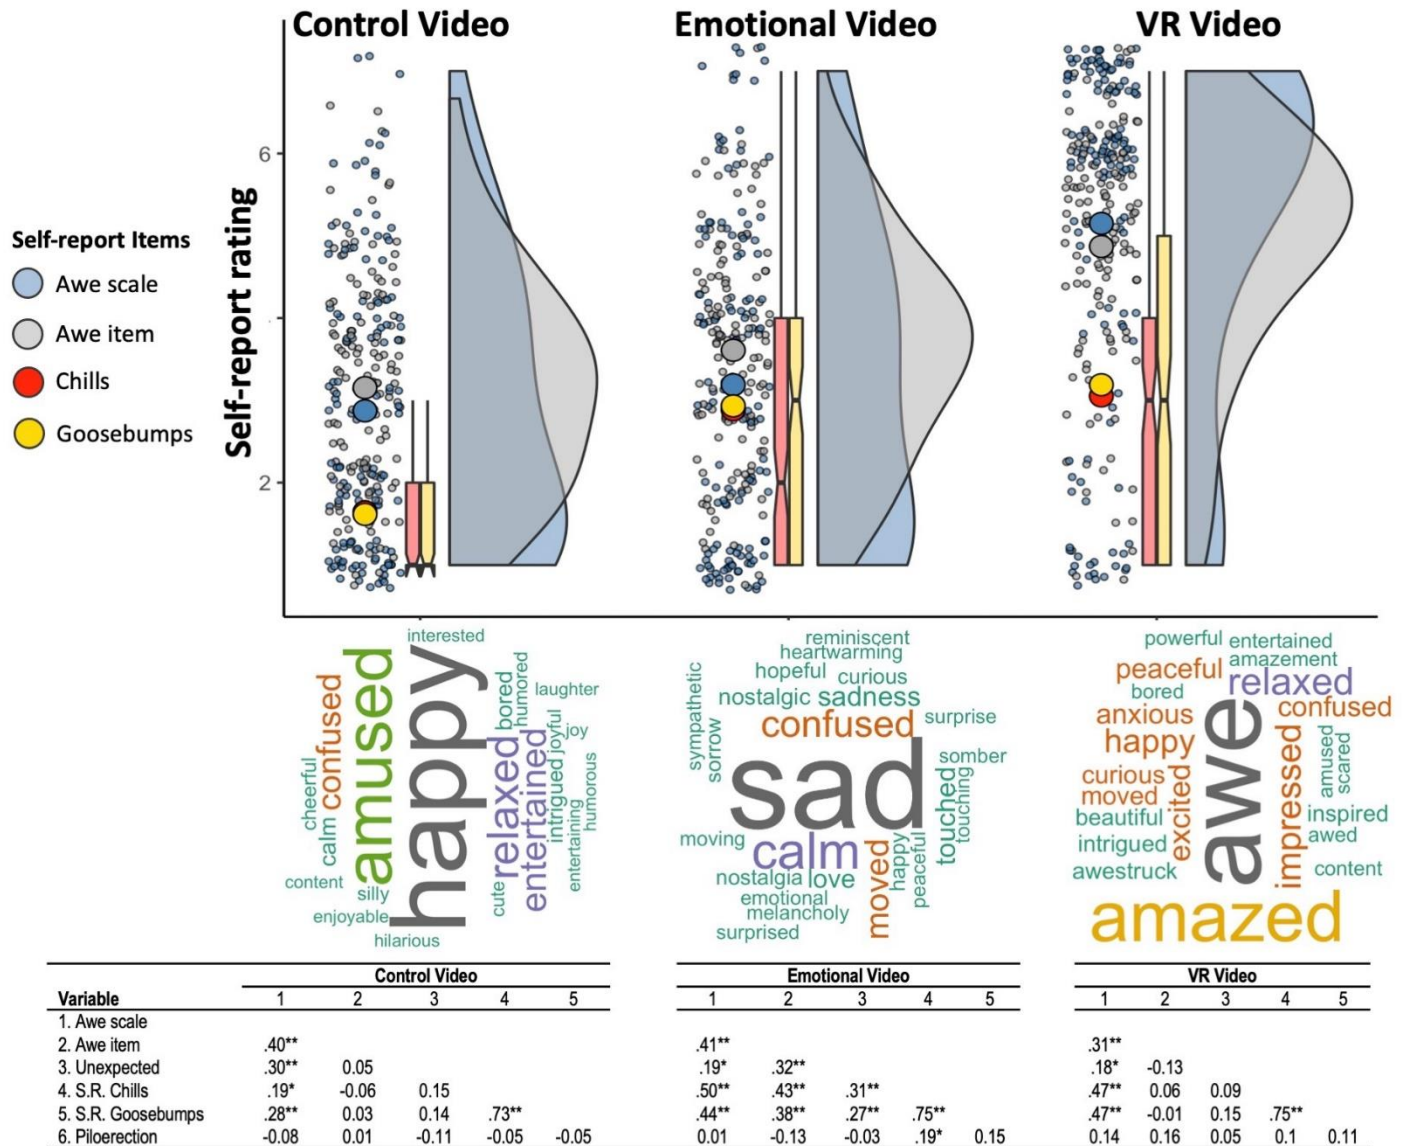 Control Video
Emotional Video
VR Video
Self-report rating
6
2
Self-report Items
Awe scale
Awe item
Chills
Goosebumps
interested
happy
amused
confused
cheerful
calm
content
silly
enjoyable
hilarious
bored
humored
laughter
joyful
joy
relaxed
entertained
intrigued
humorous
entertaining
cute
reminiscent
heartwarming
hopeful
curious
nostalgic
sadness
sympathetic
sorrow
confused
surprise
sad
somber
touched
touching
moving
calm
moved
happy
peaceful
nostalgia
love
emotional
melancholy
surprised
powerful
entertained
peaceful
amazement
bored
relaxed
anxious
confused
happy
awe
impressed
amused
scared
curious
moved
excited
beautiful
inspired
intrigued
awed
awestruck
content
amazed
Control Video Emotional Video VR Video
Variable 1 2 3 4 5 1 2 3 4 5 1 2 3 4 5
1. Awe scale
2. Awe item .40** .41** .31**
3. Unexpected .30** 0.05 .19* .32** .18* -0.13
4. S.R. Chills .19* -0.06 0.15 .50** .43** .31** .47** 0.06 0.09
5. S.R. Goosebumps .28** 0.03 0.14 .73** .44** .38** .27** .75** .47** -0.01 0.15 .75**
6. Piloerection -0.08 0.01 -0.11 -0.05 -0.05 0.01 -0.13 -0.03 .19* 0.15 0.14 0.16 0.05 0.1 0.11